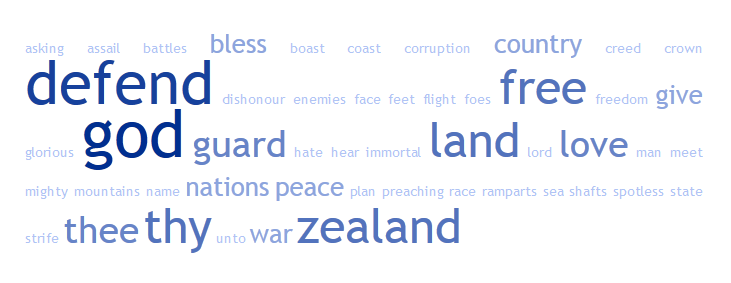 asking assail battles bless boast coast corruption country creed crown
defend dishonour enemies face feet flight foes free freedom give
glorious god guard hate hear immortal land lord love man meet
mighty mountains name nations peace plan preaching race ramparts sea shafts spotless state
strife thee thy unto war zealand